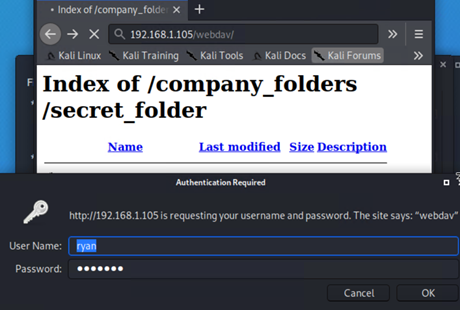 Index of /company_folder
192.168.1.105/webdav/
Kali Linux Kali Training Kali Tools Kali Docs Kali Forums
Index of /company_folders
/secret_folder
Name Last modified Size Description
Authentication Required
http://192.168.1.105 is requesting your username and password. The site says: "webdav"
User Name: ryan
Password: •••••••
Cancel OK